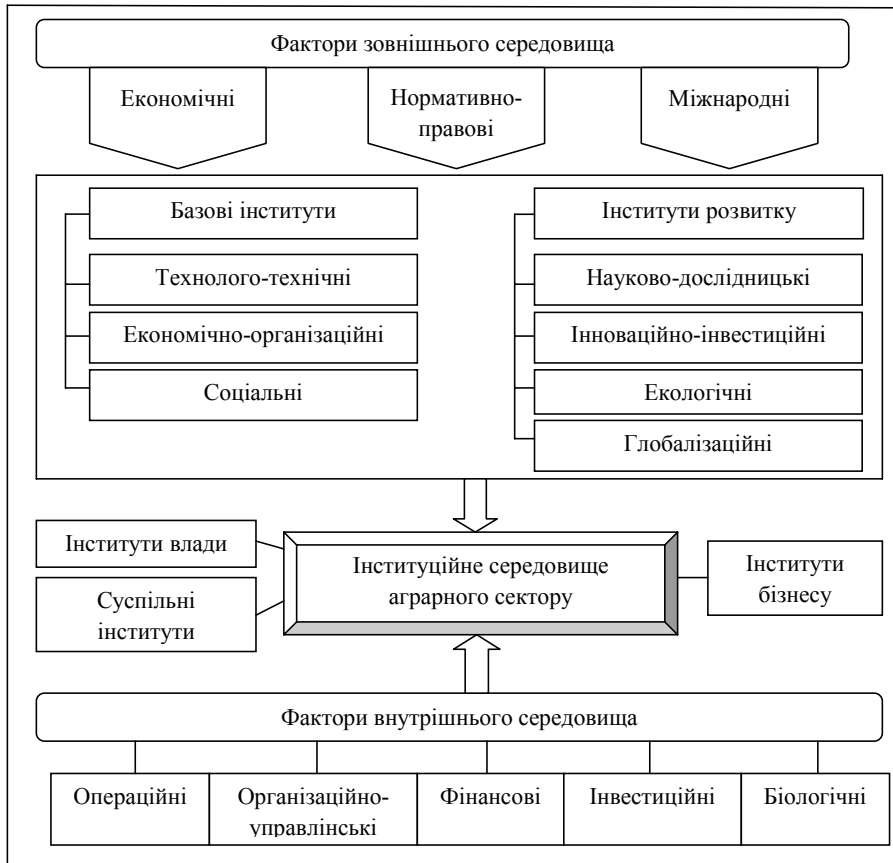 Фактори зовнішнього середовища
Економічні
Нормативно-
правові
Міжнародні
Базові інститути
Технолого-технічні
Економічно-організаційні
Соціальні
Інститути розвитку
Науково-дослідницькі
Інноваційно-інвестиційні
Екологічні
Глобалізаційні
Інститути влади
Суспільні
інститути
Інституційне середовище
аграрного сектору
Інститути
бізнесу
Фактори внутрішнього середовища
Операційні
Організаційно-
управлінські
Фінансові
Інвестиційні
Біологічні